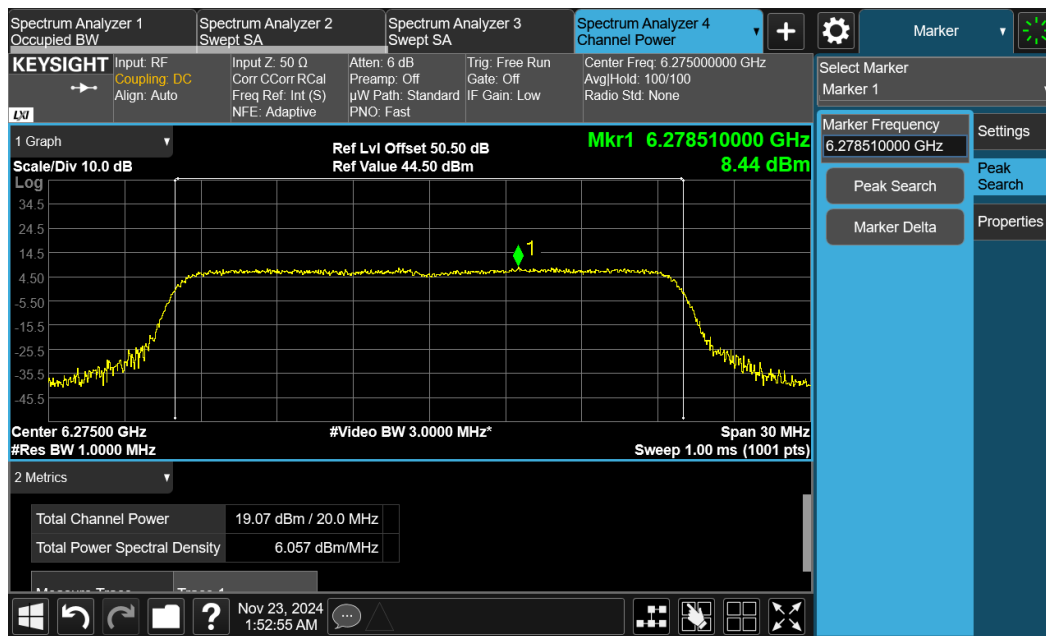 Spectrum Analyzer 1
Occupied BW
Spectrum Analyzer 2
Swept SA
Spectrum Analyzer 3
Swept SA
Spectrum Analyzer 4
Channel Power
Marker
KEYSIGHT
LXI
Input: RF
Coupling: DC
Align: Auto
Input Z: 50 Ω
Corr CCorr RCal
Freq Ref: Int (S)
NFE: Adaptive
Atten: 6 dB
Preamp: Off
µW Path: Standard
PNO: Fast
Trig: Free Run
Gate: Off
IF Gain: Low
Center Freq: 6.275000000 GHz
Avg|Hold: 100/100
Radio Std: None
Select Marker
Marker 1
1 Graph
Scale/Div 10.0 dB
Ref Lvl Offset 50.50 dB
Ref Value 44.50 dBm
Mkr1 6.278510000 GHz
8.44 dBm
Log
34.5
24.5
14.5
4.50
-5.50
-15.5
-25.5
-35.5
-45.5
1
Center 6.27500 GHz
#Res BW 1.0000 MHz
#Video BW 3.0000 MHz*
Span 30 MHz
Sweep 1.00 ms (1001 pts)
Marker Frequency
6.278510000 GHz
Peak Search
Marker Delta
Settings
Peak
Search
Properties
2 Metrics
Total Channel Power 19.07 dBm / 20.0 MHz
Total Power Spectral Density 6.057 dBm/MHz
?
Nov 23, 2024
1:52:55 AM